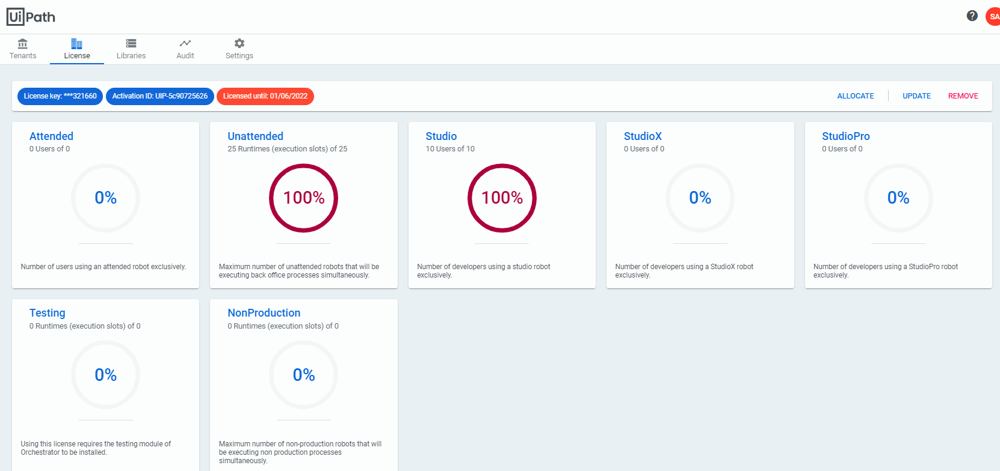 UiPath
SA
Tenants
License
Libraries
Audit
Settings
License key: ***321660
Activation ID: UIP-5c90725626
Licensed until: 01/06/2022
ALLOCATE
UPDATE
REMOVE
Attended
0 Users of 0
0%
Number of users using an attended robot exclusively.
Unattended
25 Runtimes (execution slots) of 25
100%
Maximum number of unattended robots that will be
executing back office processes simultaneously.
Studio
10 Users of 10
100%
Number of developers using a studio robot
exclusively.
StudioX
0 Users of 0
0%
Number of developers using a StudioX robot
exclusively.
StudioPro
0 Users of 0
0%
Number of developers using a StudioPro robot
exclusively.
Testing
0 Runtimes (execution slots) of 0
0%
Using this license requires the testing module of
Orchestrator to be installed.
NonProduction
0 Runtimes (execution slots) of 0
0%
Maximum number of non-production robots that will
be executing non production processes
simultaneously.